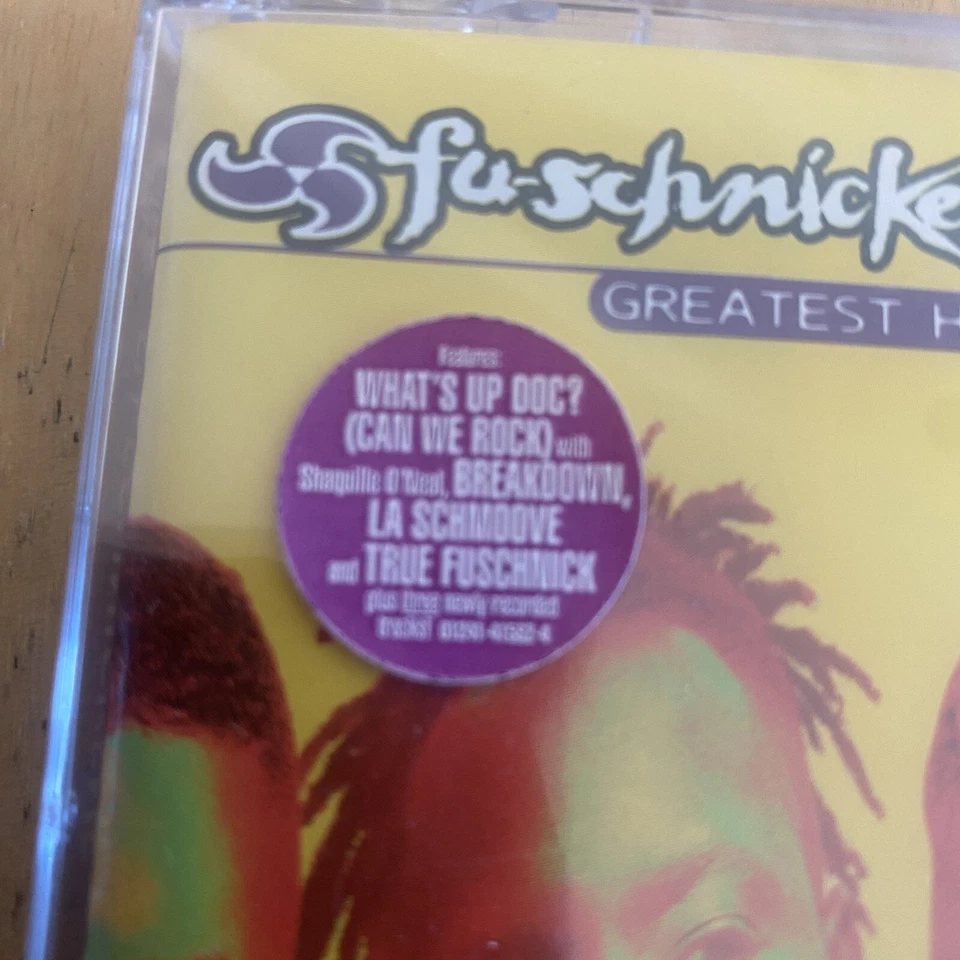 fu-schnicke
GREATEST H
Features:
WHAT'S UP DOC?
(CAN WE ROCK) with
Shaquille O'Neal, BREAKDOWN,
LA SCHMOOVE
and TRUE FUSCHNICK
plus three newly recorded
tracks!